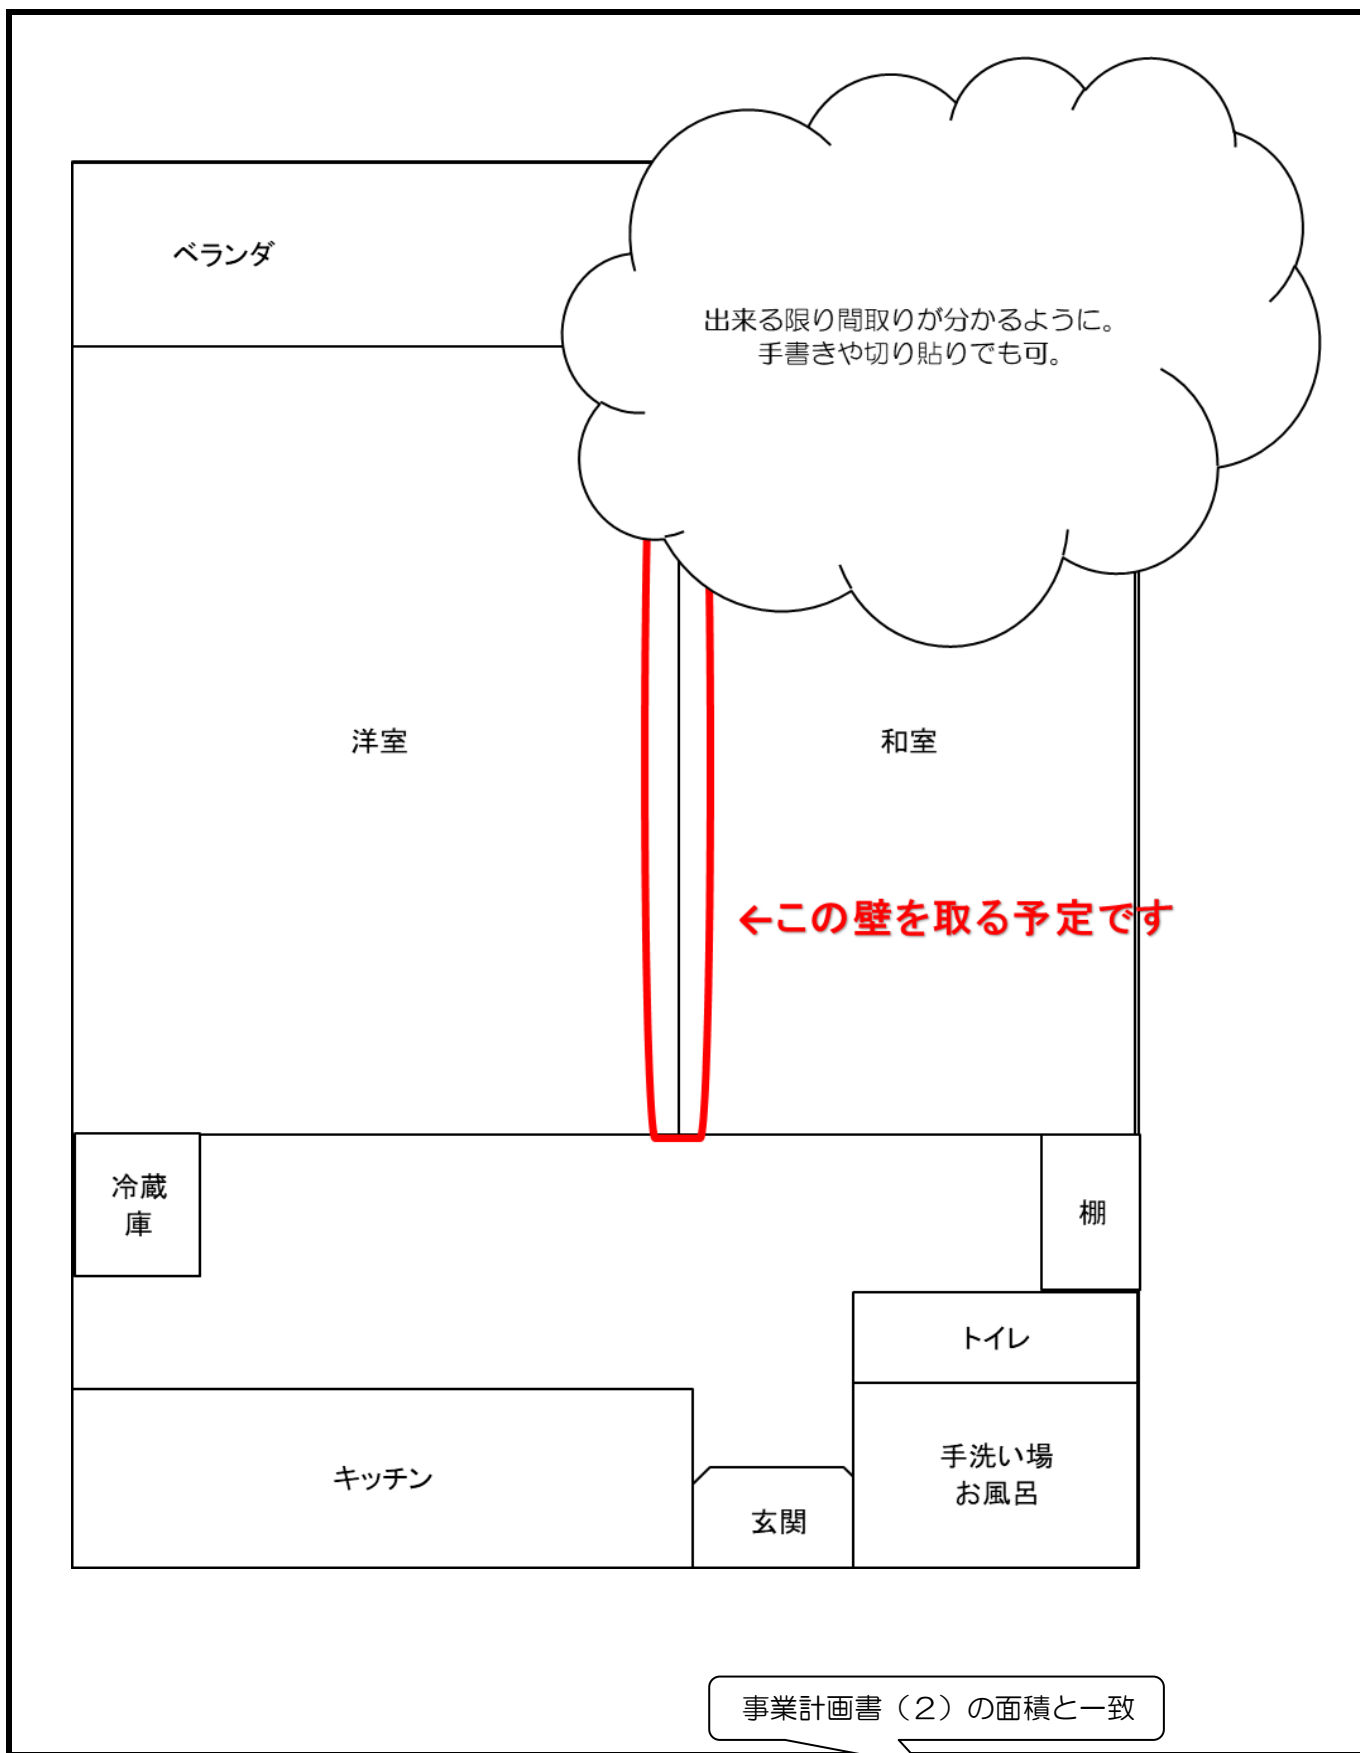 ベランダ
出来る限り間取りが分かるように。
手書きや切り貼りでも可。
洋室
和室
←この壁を取る予定です
冷蔵
庫
棚
トイレ
キッチン
手洗い場
お風呂
玄関
事業計画書（２）の面積と一致